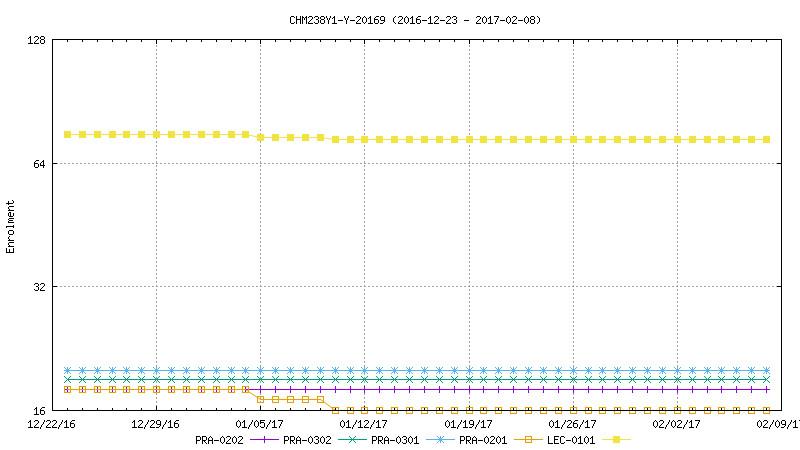 CHM238Y1-Y-20169 (2016-12-23 - 2017-02-08)
128
64
32
16
Enrolment
12/22/16 12/29/16 01/05/17 01/12/17 01/19/17 01/26/17 02/02/17 02/09/1
PRA-0202 PRA-0302 PRA-0301 PRA-0201 LEC-0101